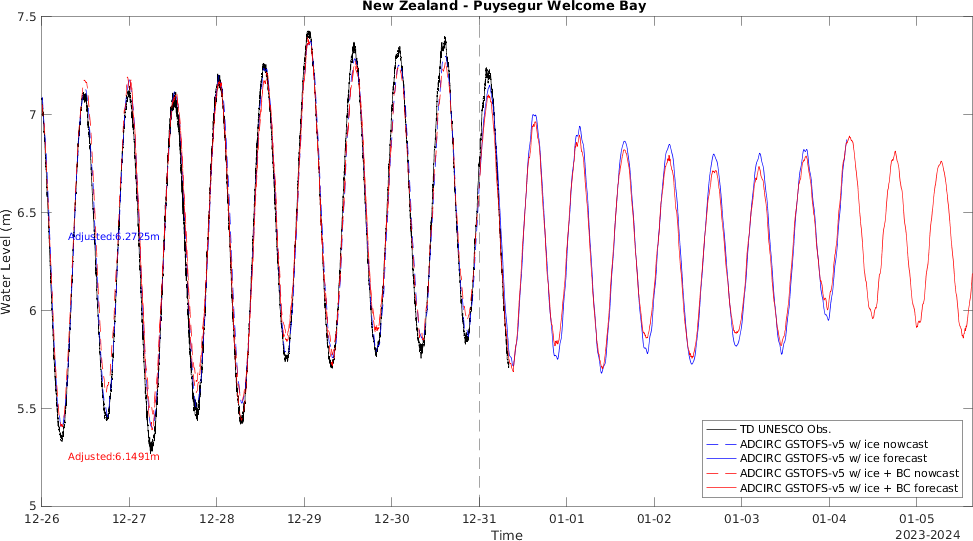 New Zealand - Puysegur Welcome Bay
7.5
7
6.5
6
5.5
5
Water Level (m)
Adjusted:6.2725m
Adjusted:6.1491m
TD UNESCO Obs.
ADCIRC GSTOFS-v5 w/ ice nowcast
ADCIRC GSTOFS-v5 w/ ice forecast
ADCIRC GSTOFS-v5 w/ ice + BC nowcast
ADCIRC GSTOFS-v5 w/ ice + BC forecast
12-26 12-27 12-28 12-29 12-30 12-31 01-01 01-02 01-03 01-04 01-05
Time
2023-2024